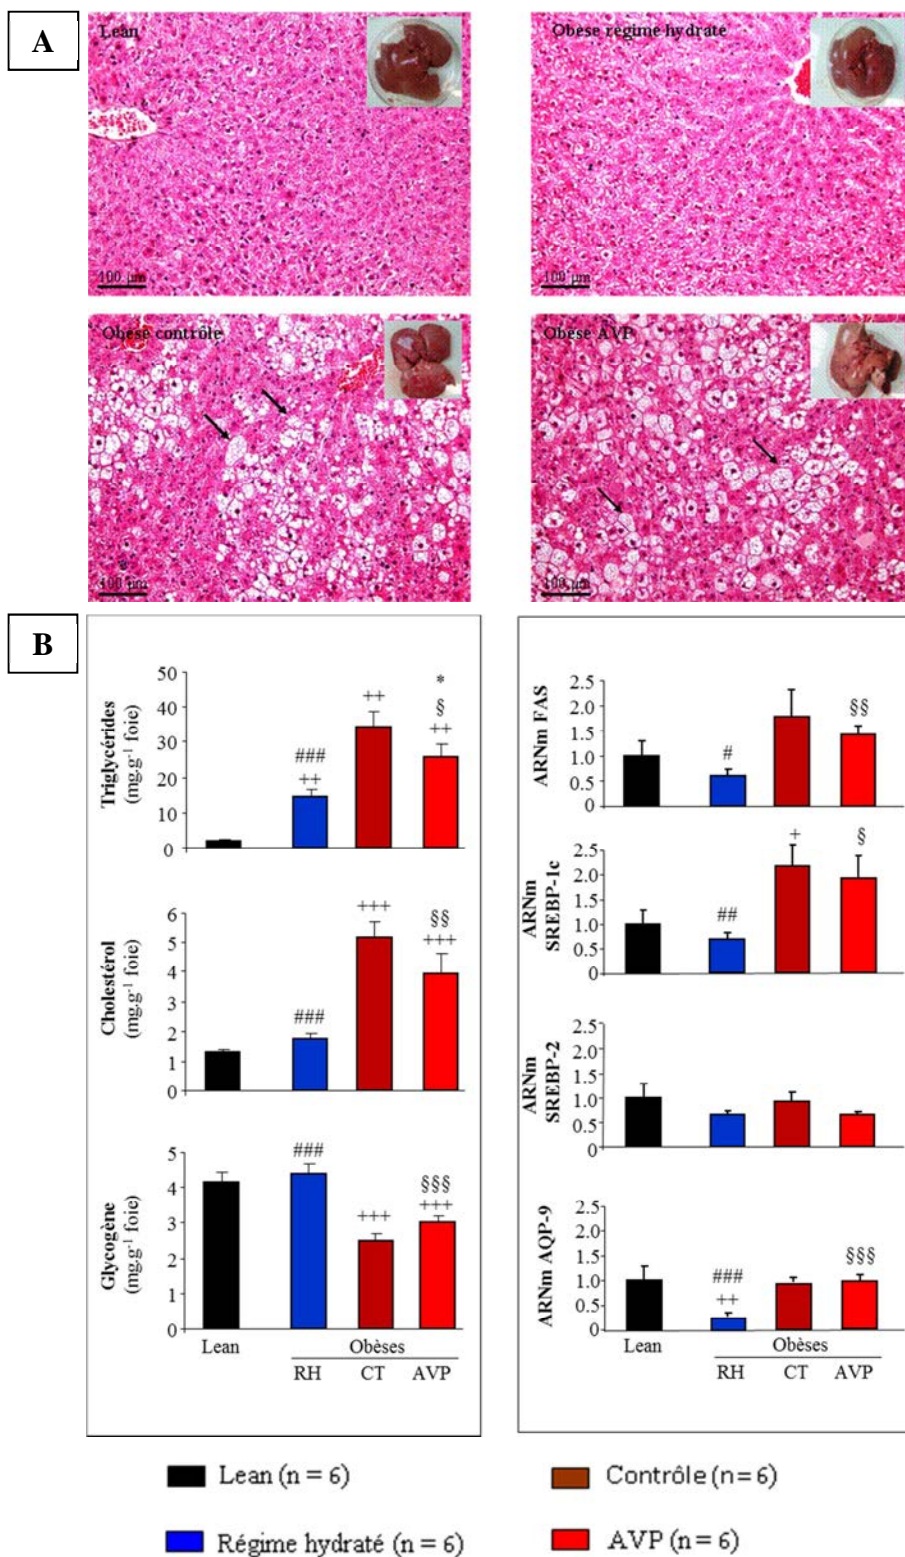 A
Lean
Obèse régime hydraté
100 µm
100 µm
Obèse contrôle
Obèse AVP
100 µm
100 µm
B
Triglycérides
(mg.g-1 foie)
50
40
30
20
10
0
###
++
++
*
§
++
Cholestérol
(mg.g-1 foie)
6
5
4
3
2
1
0
###
+++
§§
+++
Glycogène
(mg.g-1 foie)
5
4
3
2
1
0
###
+++
§§§
+++
Lean
Obèses
RH CT AVP
ARNm FAS
2.5
2.0
1.5
1.0
0.5
0
#
§§
ARNm
SREBP-1c
2.5
2.0
1.5
1.0
0.5
0
##
+
§
ARNm
SREBP-2
2.5
2.0
1.5
1.0
0.5
0
ARNm AQP-9
2.5
2.0
1.5
1.0
0.5
0
###
++
§§§
Lean
Obèses
RH CT AVP
Lean (n = 6)
Contrôle (n = 6)
Régime hydraté (n = 6)
AVP (n = 6)